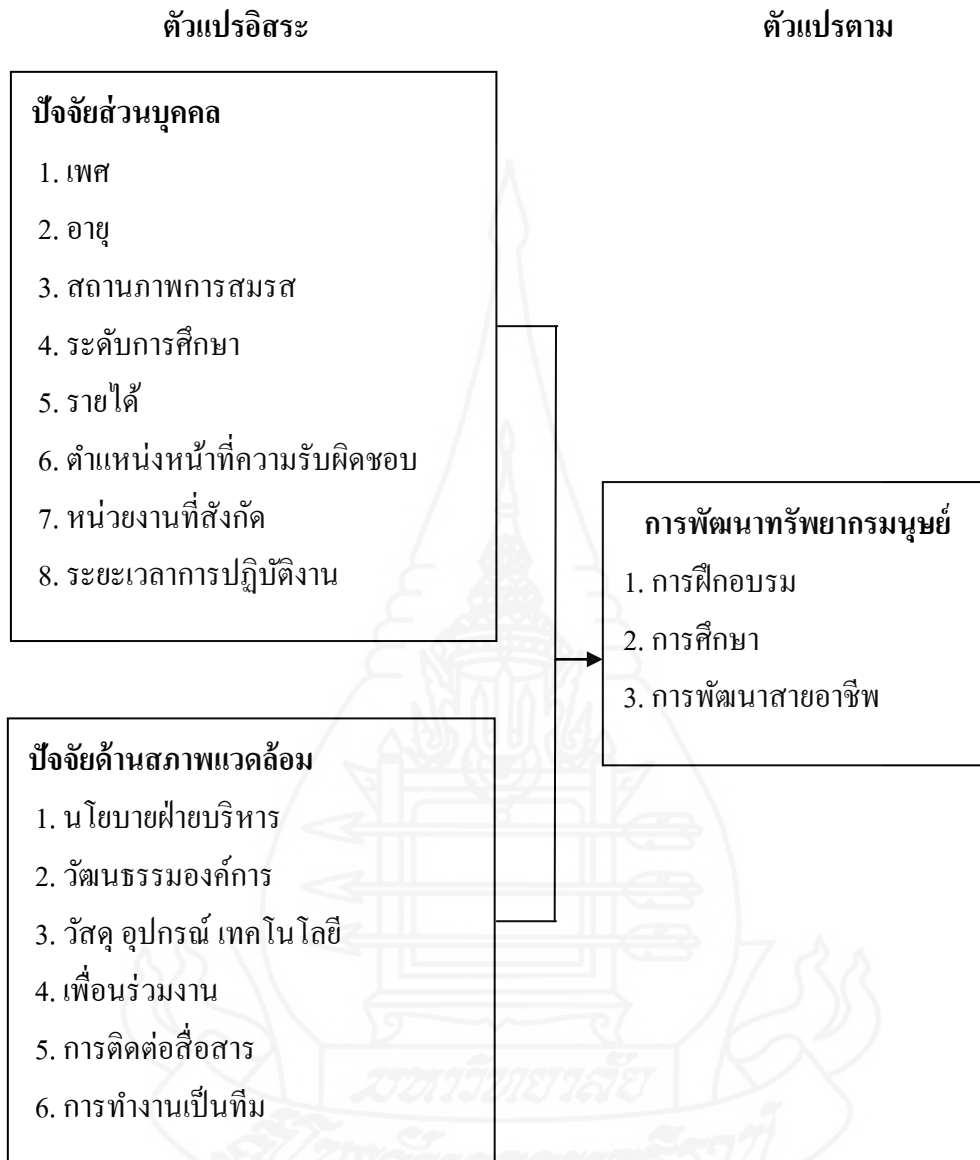 ตัวแปรอิสระ
ตัวแปรตาม
ปัจจัยส่วนบุคคล
1. เพศ
2. อายุ
3. สถานภาพการสมรส
4. ระดับการศึกษา
5. รายได้
6. ตำแหน่งหน้าที่ความรับผิดชอบ
7. หน่วยงานที่สังกัด
8. ระยะเวลาการปฏิบัติงาน
การพัฒนาทรัพยากรมนุษย์
1. การฝึกอบรม
2. การศึกษา
3. การพัฒนาสายอาชีพ
ปัจจัยด้านสภาพแวดล้อม
1. นโยบายฝ่ายบริหาร
2. วัฒนธรรมองค์การ
3. วัสดุ อุปกรณ์ เทคโนโลยี
4. เพื่อนร่วมงาน
5. การติดต่อสื่อสาร
6. การทำงานเป็นทีม
มหาวิทยาลัย